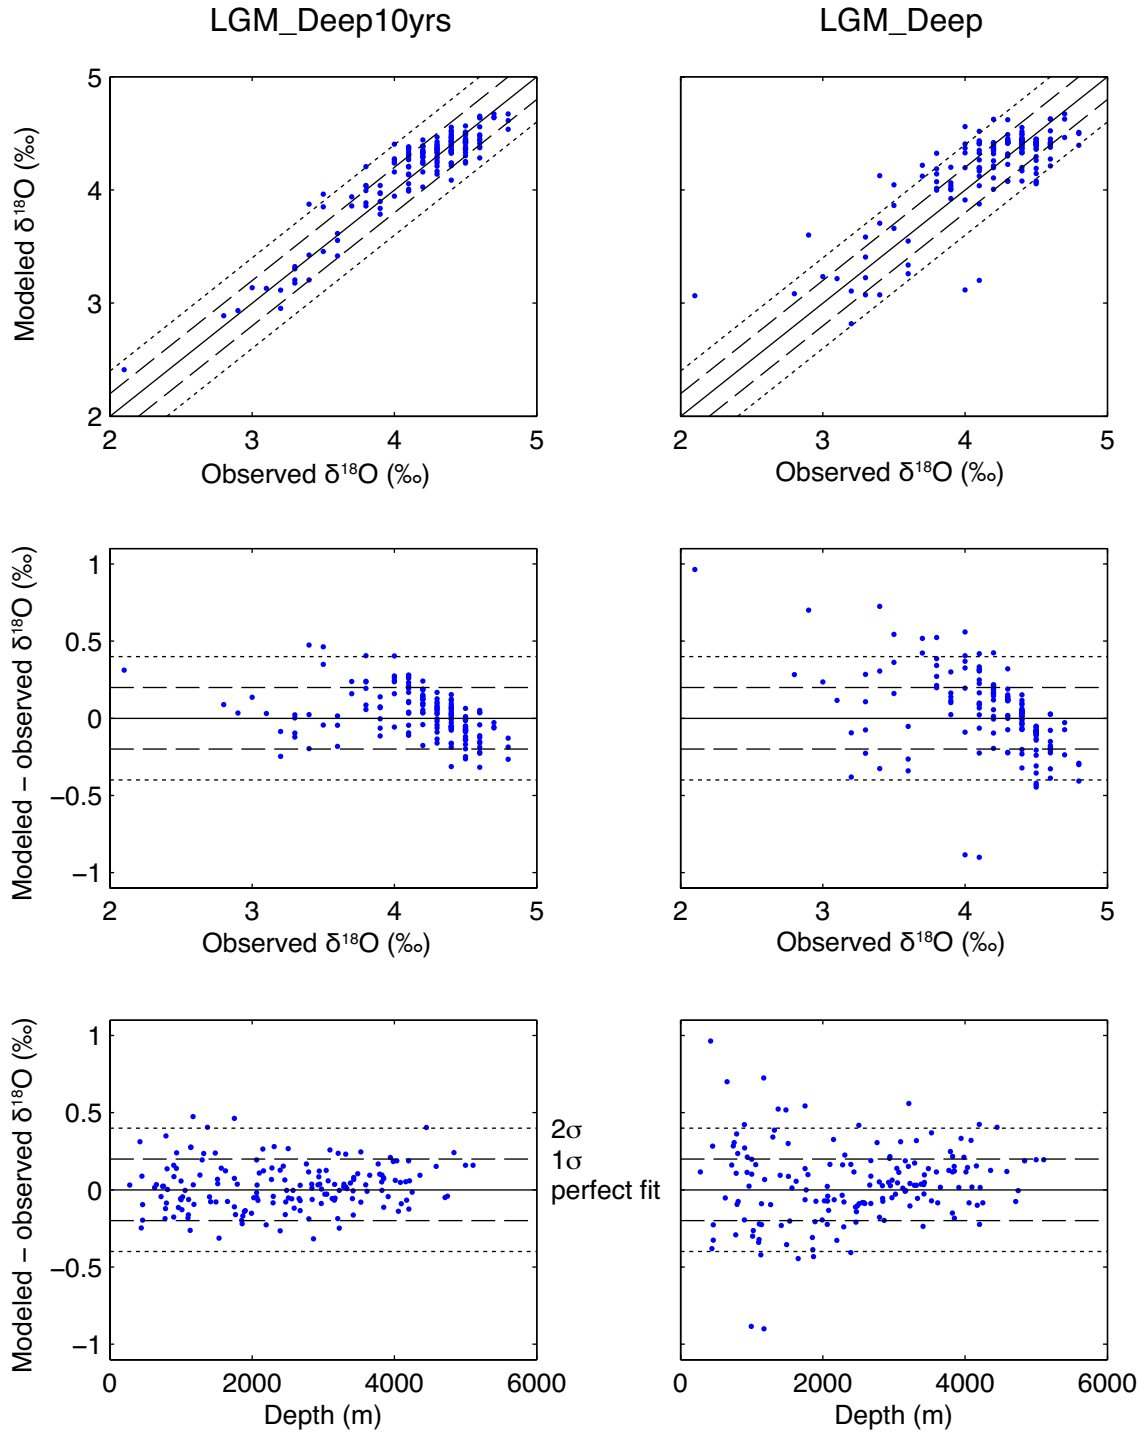 LGM_Deep10yrs
LGM_Deep
5
4
3
2
Modeled δ¹⁸O (‰)
2 3 4 5
2 3 4 5
Observed δ¹⁸O (‰)
Observed δ¹⁸O (‰)
1
0.5
0
−0.5
−1
Modeled − observed δ¹⁸O (‰)
2 3 4 5
2 3 4 5
Observed δ¹⁸O (‰)
Observed δ¹⁸O (‰)
1
0.5
0
−0.5
−1
Modeled − observed δ¹⁸O (‰)
2σ
1σ
perfect fit
0 2000 4000 6000
0 2000 4000 6000
Depth (m)
Depth (m)